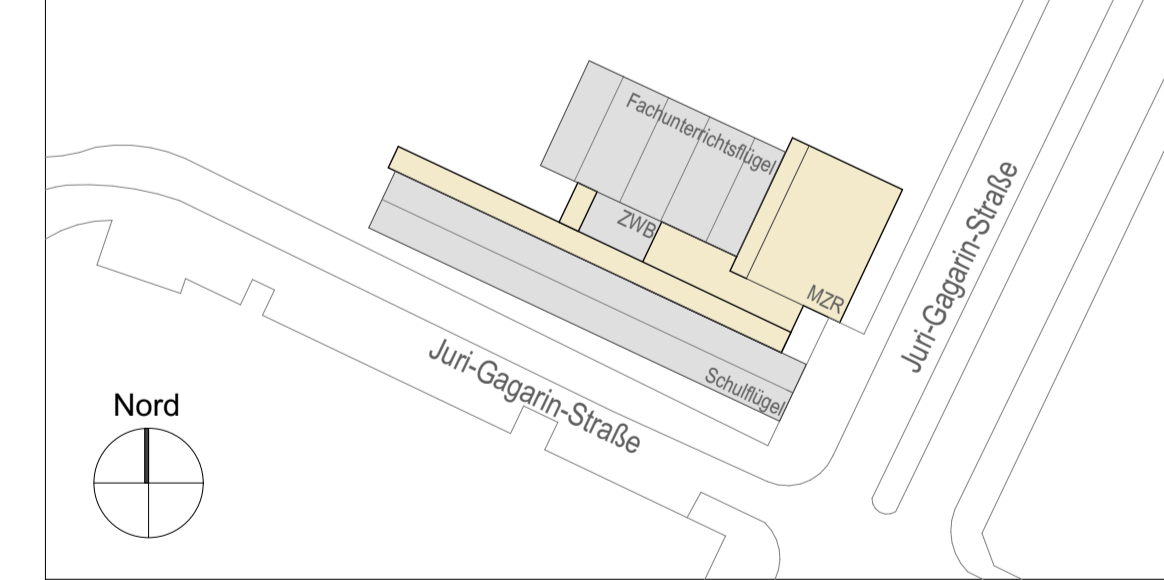 Fachunterrichtsflügel
ZWB
MZR
Juri-Gagarin-Straße
Schulflügel
Juri-Gagarin-Straße
Nord